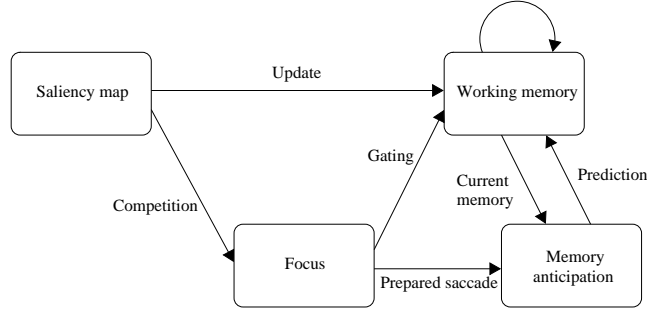 Saliency map
Update
Working memory
Gating
Competition
Current
memory
Prediction
Focus
Prepared saccade
Memory
anticipation